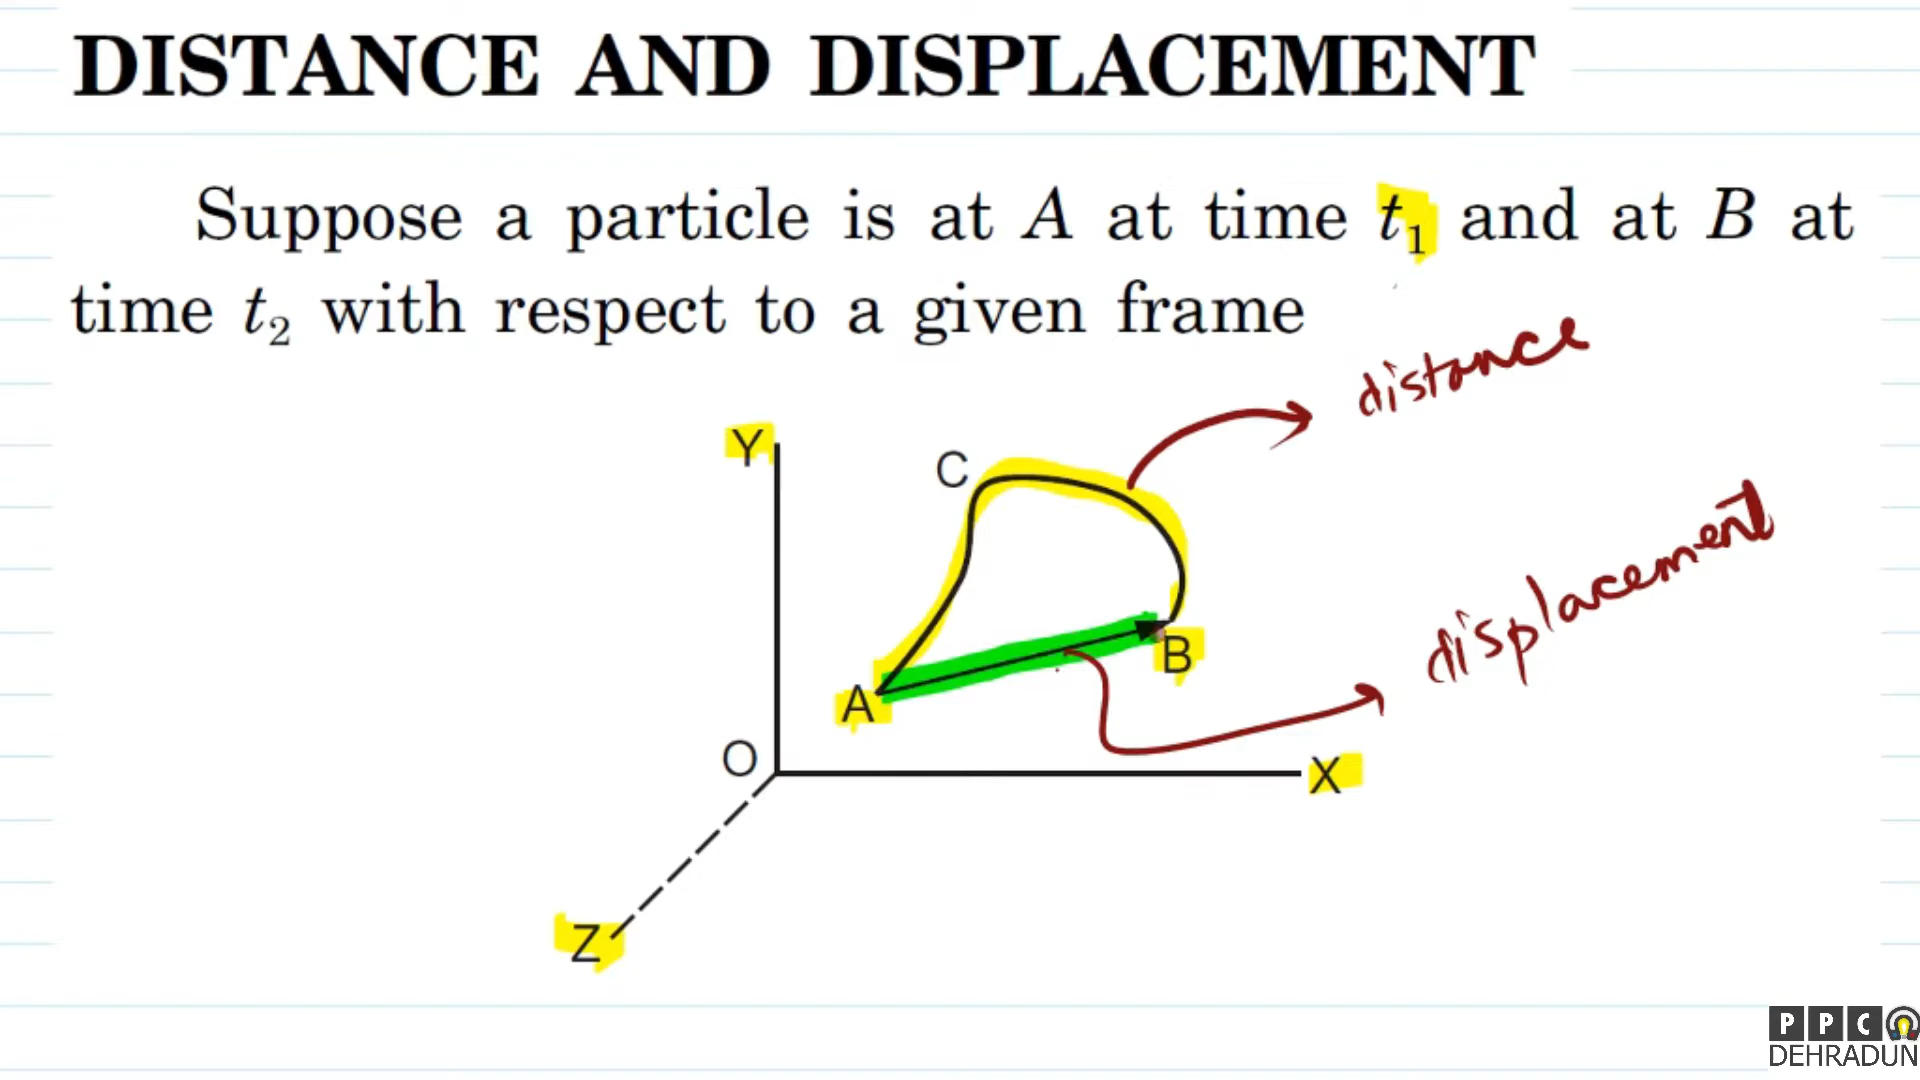 DISTANCE AND DISPLACEMENT
Suppose a particle is at A at time t₁ and at B at
time t₂ with respect to a given frame
distance
Y
C
displacement
B
A
O
X
Z
PPC
DEHRADUN